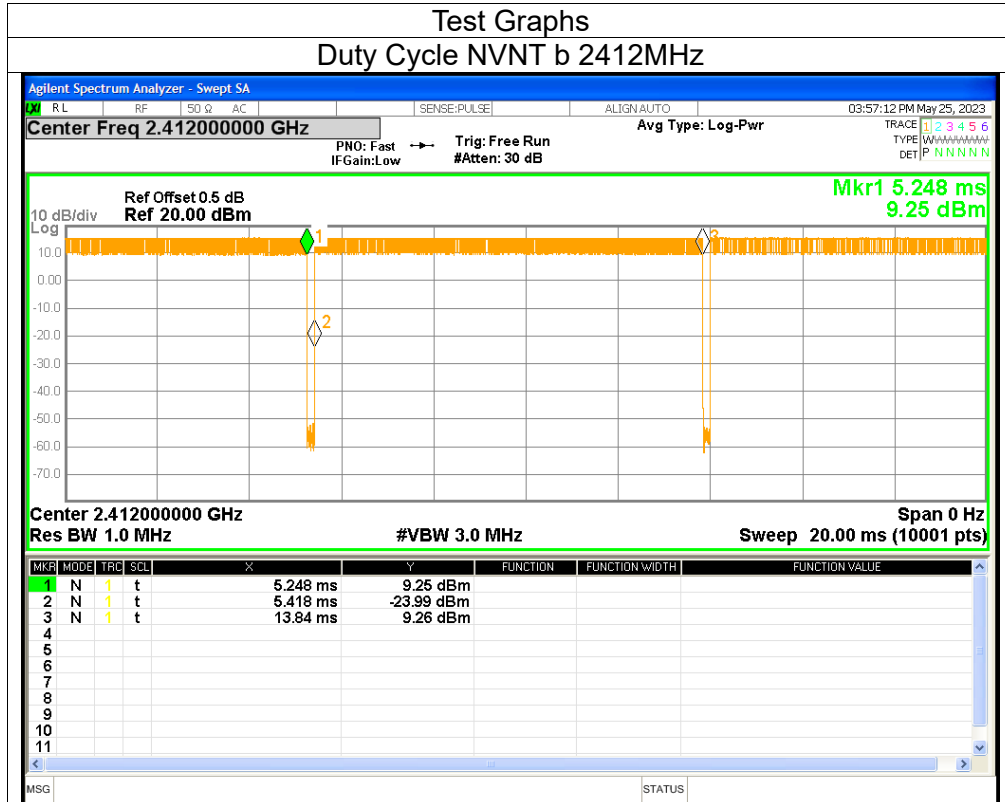 Test Graphs
Duty Cycle NVNT b 2412MHz
Agilent Spectrum Analyzer - Swept SA
LXI RL RF 50 Ω AC SENSE:PULSE ALIGN AUTO 03:57:12 PM May 25, 2023
Center Freq 2.412000000 GHz Avg Type: Log-Pwr TRACE 1 2 3 4 5 6
PNO: Fast Trig: Free Run TYPE W
IFGain:Low #Atten: 30 dB DET P N N N N N
Mkr1 5.248 ms
Ref Offset 0.5 dB
10 dB/div Ref 20.00 dBm 9.25 dBm
Log
1 3
10.0
0.00
-10.0
2
-20.0
-30.0
-40.0
-50.0
-60.0
-70.0
Center 2.412000000 GHz Span 0 Hz
Res BW 1.0 MHz #VBW 3.0 MHz Sweep 20.00 ms (10001 pts)
MKR MODE TRC SCL X Y FUNCTION FUNCTION WIDTH FUNCTION VALUE
1 N 1 t 5.248 ms 9.25 dBm
2 N 1 t 5.418 ms -23.99 dBm
3 N 1 t 13.84 ms 9.26 dBm
4
5
6
7
8
9
10
11
MSG STATUS